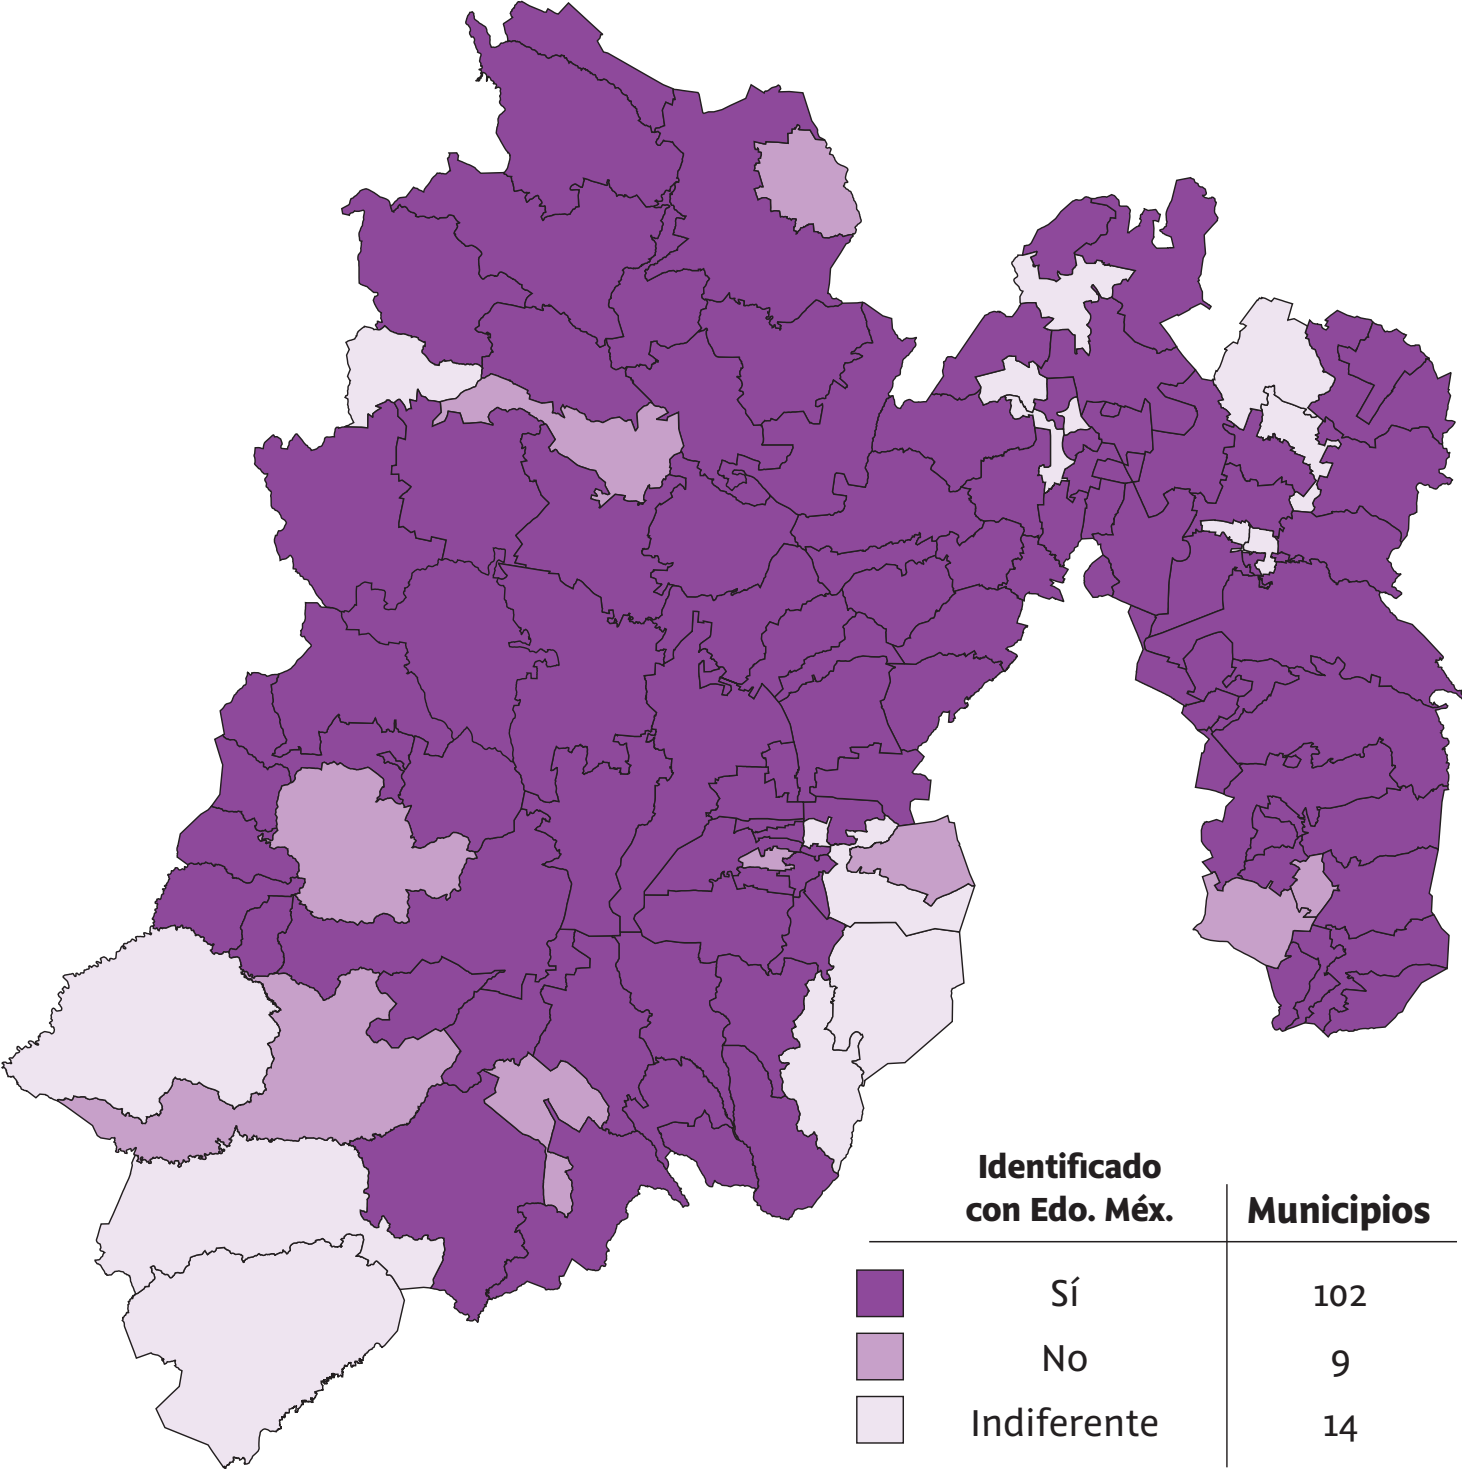 Identificado
con Edo. Méx.
Municipios
Sí 102
No 9
Indiferente 14